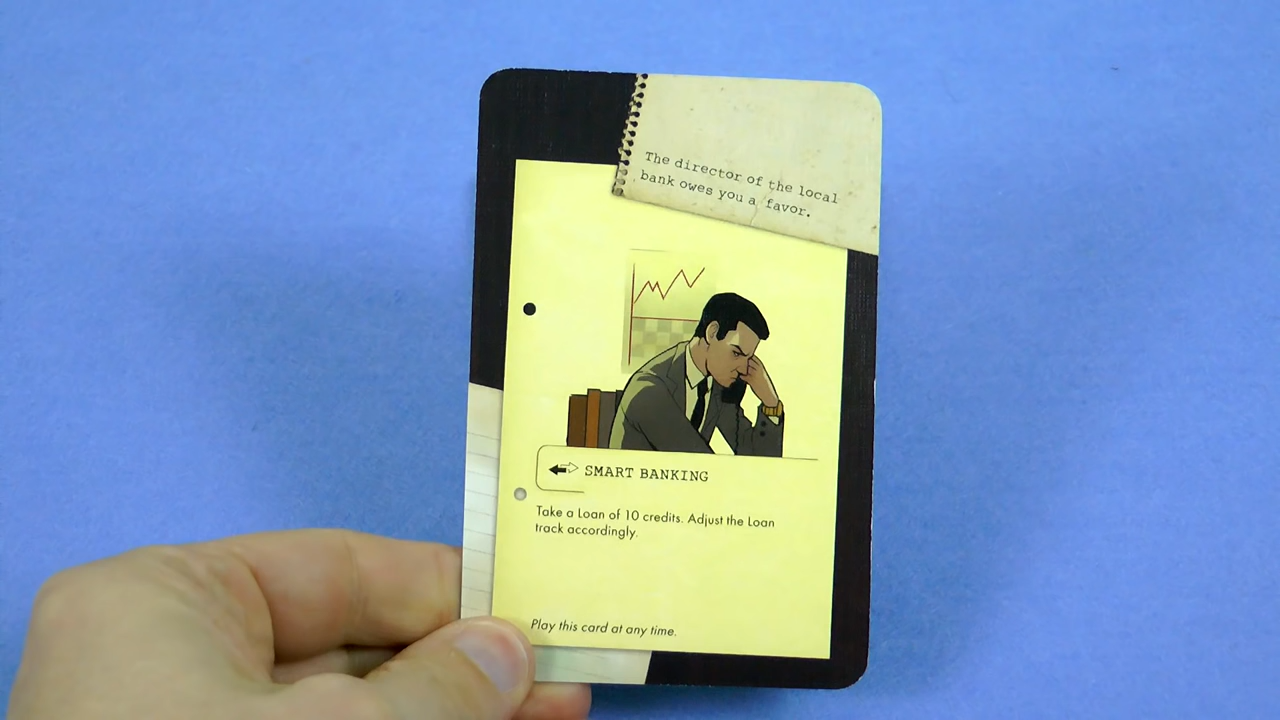 The director of the local
bank owes you a favor.
SMART BANKING
Take a Loan of 10 credits. Adjust the Loan
track accordingly.
Play this card at any time.